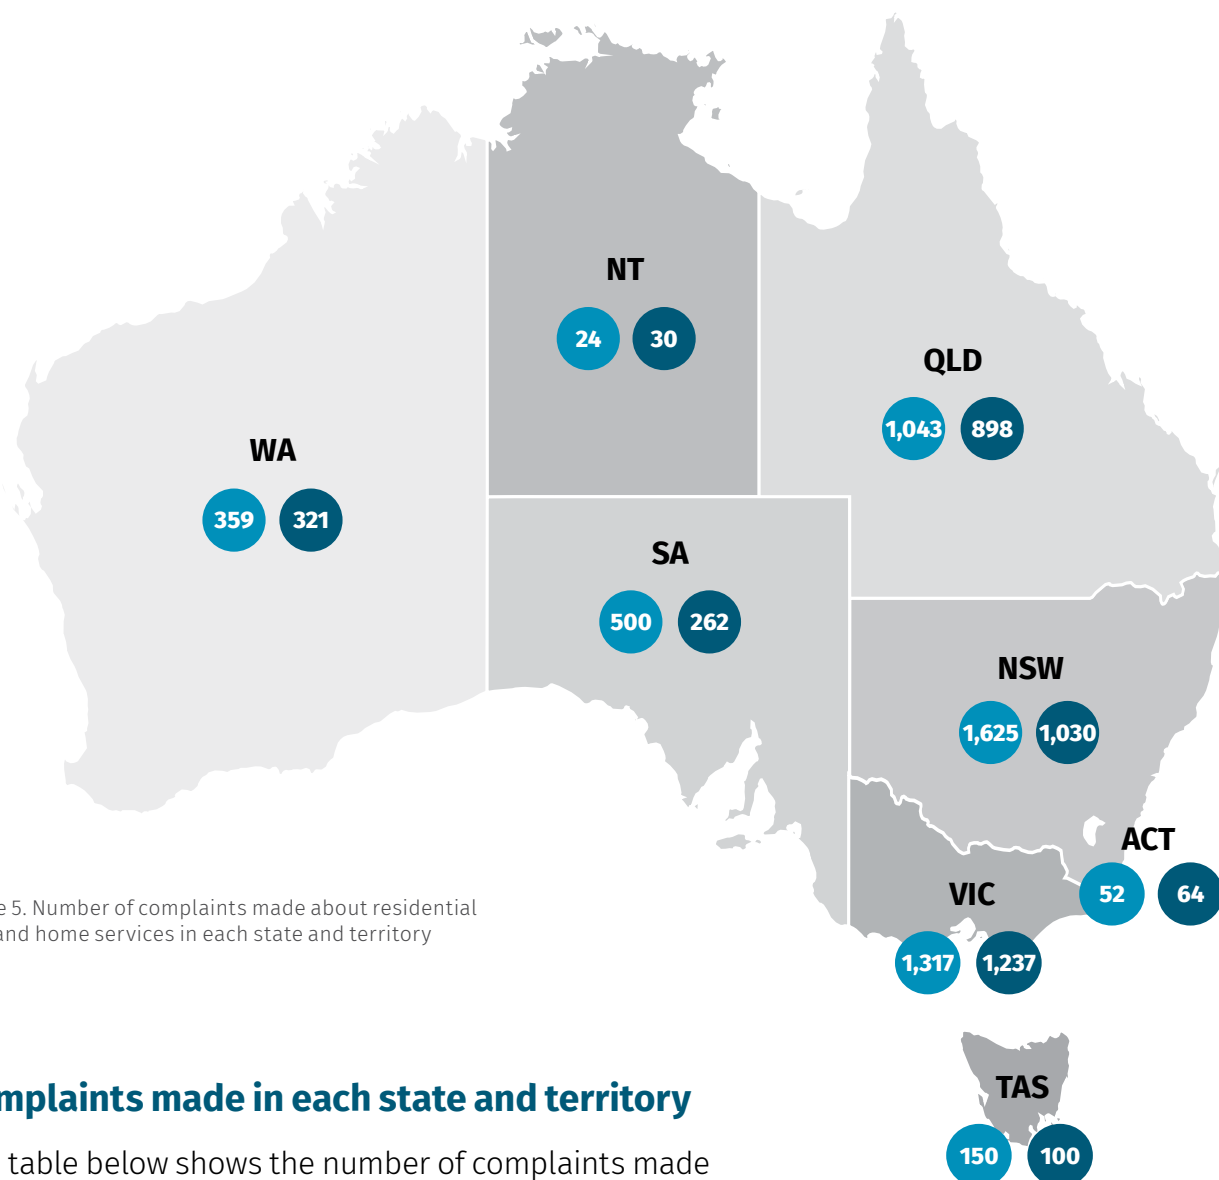 NT
24 30
QLD
1,043 898
WA
359 321
SA
500 262
NSW
1,625 1,030
ACT
52 64
VIC
1,317 1,237
5. Number of complaints made about residential
and home services in each state and territory
TAS
150 100
mplaints made in each state and territory
table below shows the number of complaints made